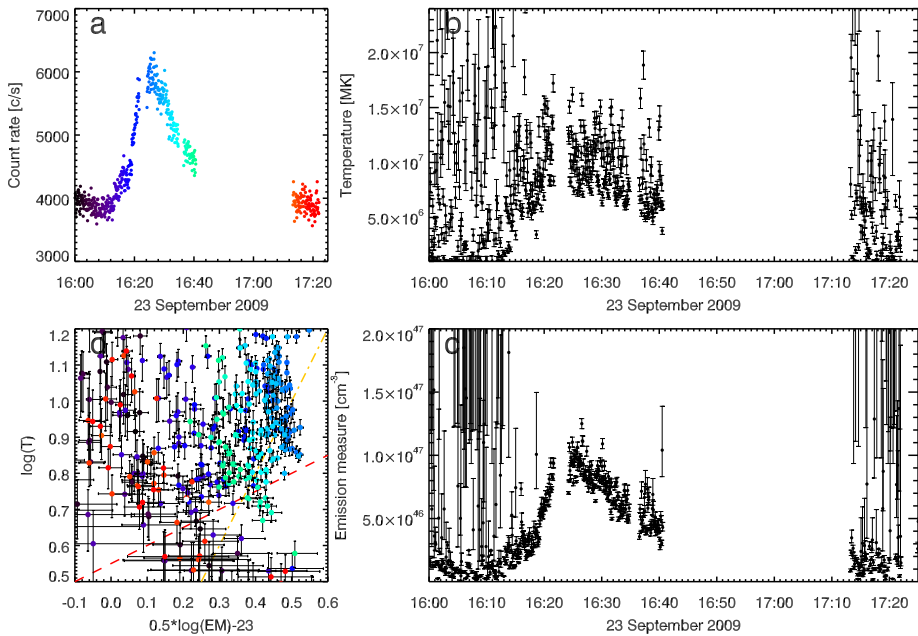 a
7000
6000
5000
4000
3000
Count rate [c/s]
16:00 16:20 16:40 17:00 17:20
23 September 2009
b
2.0×10⁷
1.5×10⁷
1.0×10⁷
5.0×10⁶
Temperature [MK]
16:00 16:10 16:20 16:30 16:40 16:50 17:00 17:10 17:20
23 September 2009
1.2
1.1
1.0
0.9
0.8
0.7
0.6
0.5
log(T)
-0.1 0.0 0.1 0.2 0.3 0.4 0.5 0.6
0.5*log(EM)-23
c
2.0×10⁴⁷
1.5×10⁴⁷
1.0×10⁴⁷
5.0×10⁴⁶
Emission measure [cm⁻³]
16:00 16:10 16:20 16:30 16:40 16:50 17:00 17:10 17:20
23 September 2009